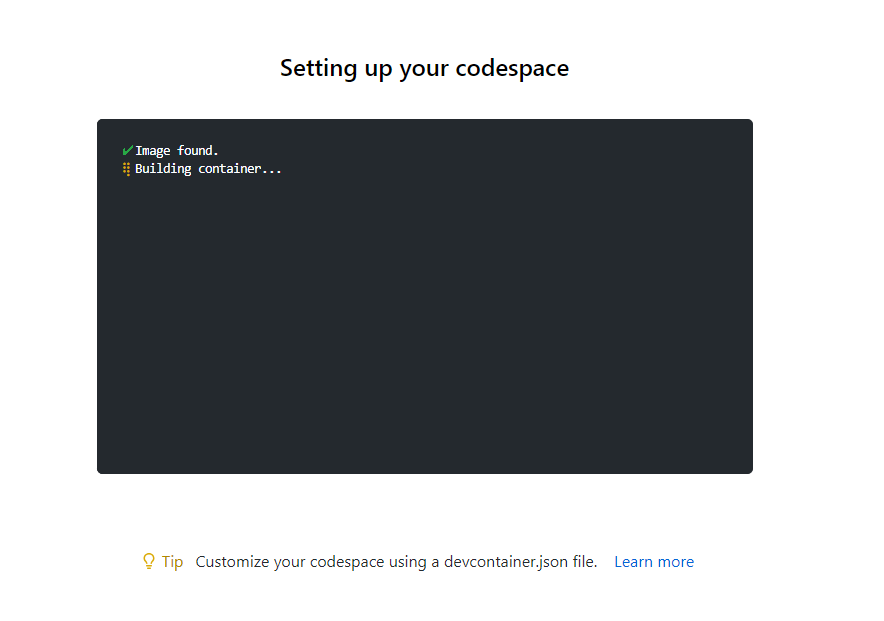 Setting up your codespace
✔Image found.
⣿Building container...
Tip Customize your codespace using a devcontainer.json file. Learn more